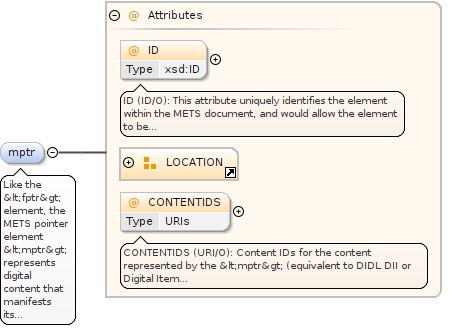 Attributes
@ ID
Type xsd:ID
ID (ID/O): This attribute uniquely identifies the element
within the METS document, and would allow the element
to be...
mptr
LOCATION
Like the
&lt;fptr&gt;
element, the
METS pointer
element
&lt;mptr&gt;
represents
digital
content that
manifests
its...
@ CONTENTIDS
Type URIs
CONTENTIDS (URI/O): Content IDs for the content
represented by the &lt;mptr&gt; (equivalent to DIDL DII or
Digital Item...